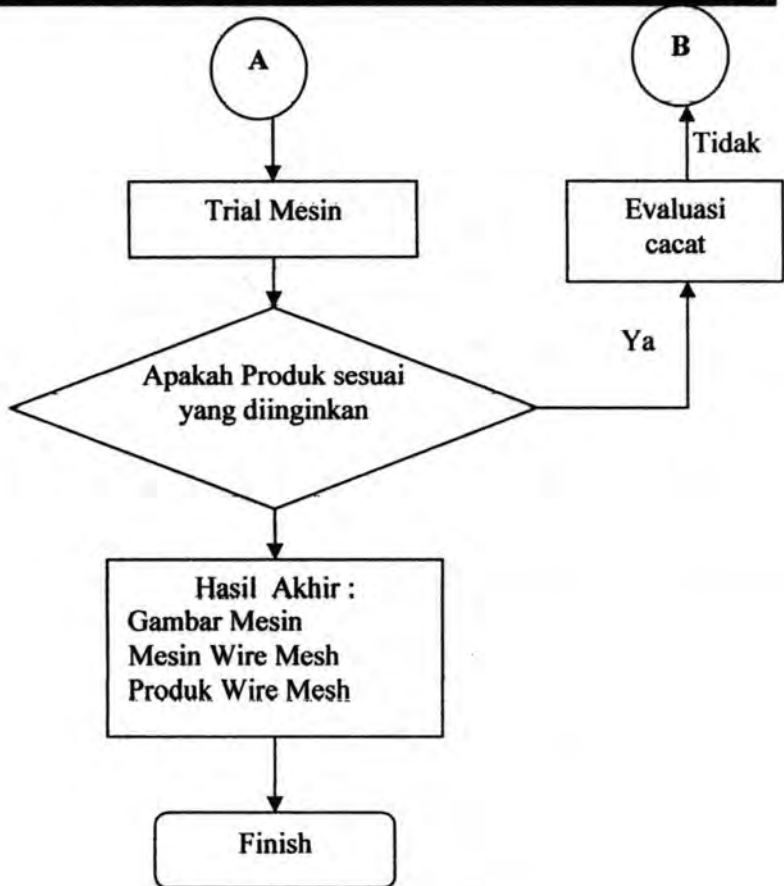 A
B
Tidak
Trial Mesin
Evaluasi
cacat
Ya
Apakah Produk sesuai
yang diinginkan
Hasil Akhir :
Gambar Mesin
Mesin Wire Mesh
Produk Wire Mesh
Finish